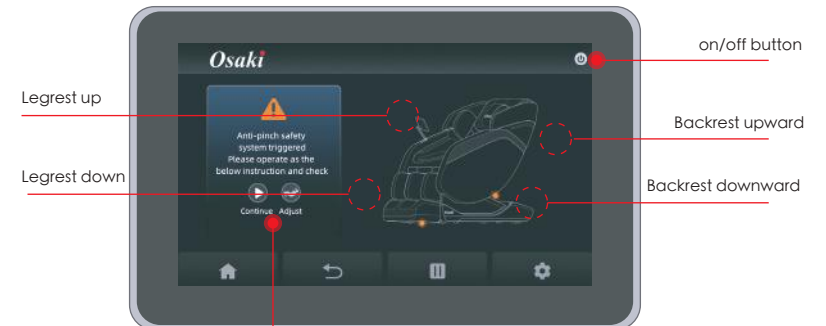 on/off button
Osaki
Legrest up
Backrest upward
Anti-pinch safety
system triggered
Please operate as the
below instruction and check
Legrest down
Backrest downward
Continue Adjust